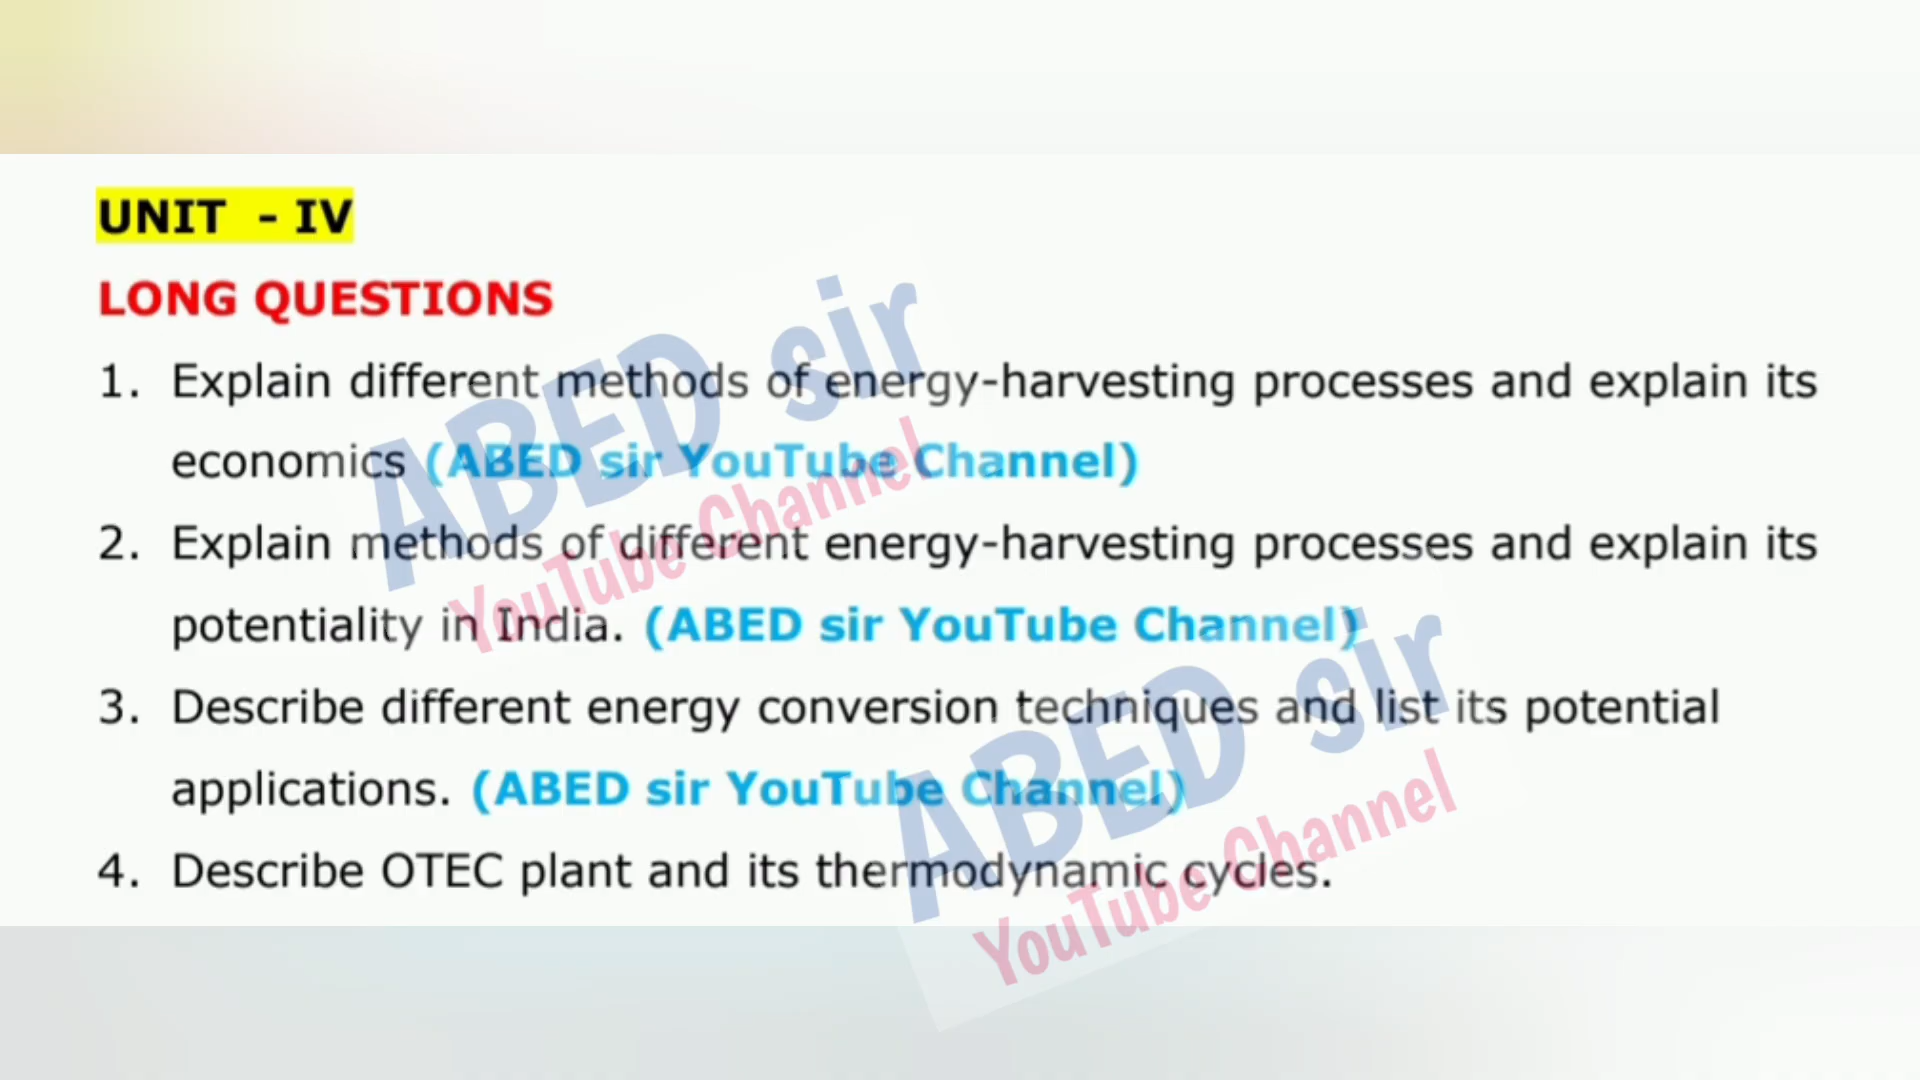 UNIT - IV
LONG QUESTIONS
1. Explain different methods of energy-harvesting processes and explain its
economics (ABED sir YouTube Channel)
2. Explain methods of different energy-harvesting processes and explain its
potentiality in India. (ABED sir YouTube Channel)
3. Describe different energy conversion techniques and list its potential
applications. (ABED sir YouTube Channel)
4. Describe OTEC plant and its thermodynamic cycles.
ABED sir
YouTube Channel
ABED sir
YouTube Channel